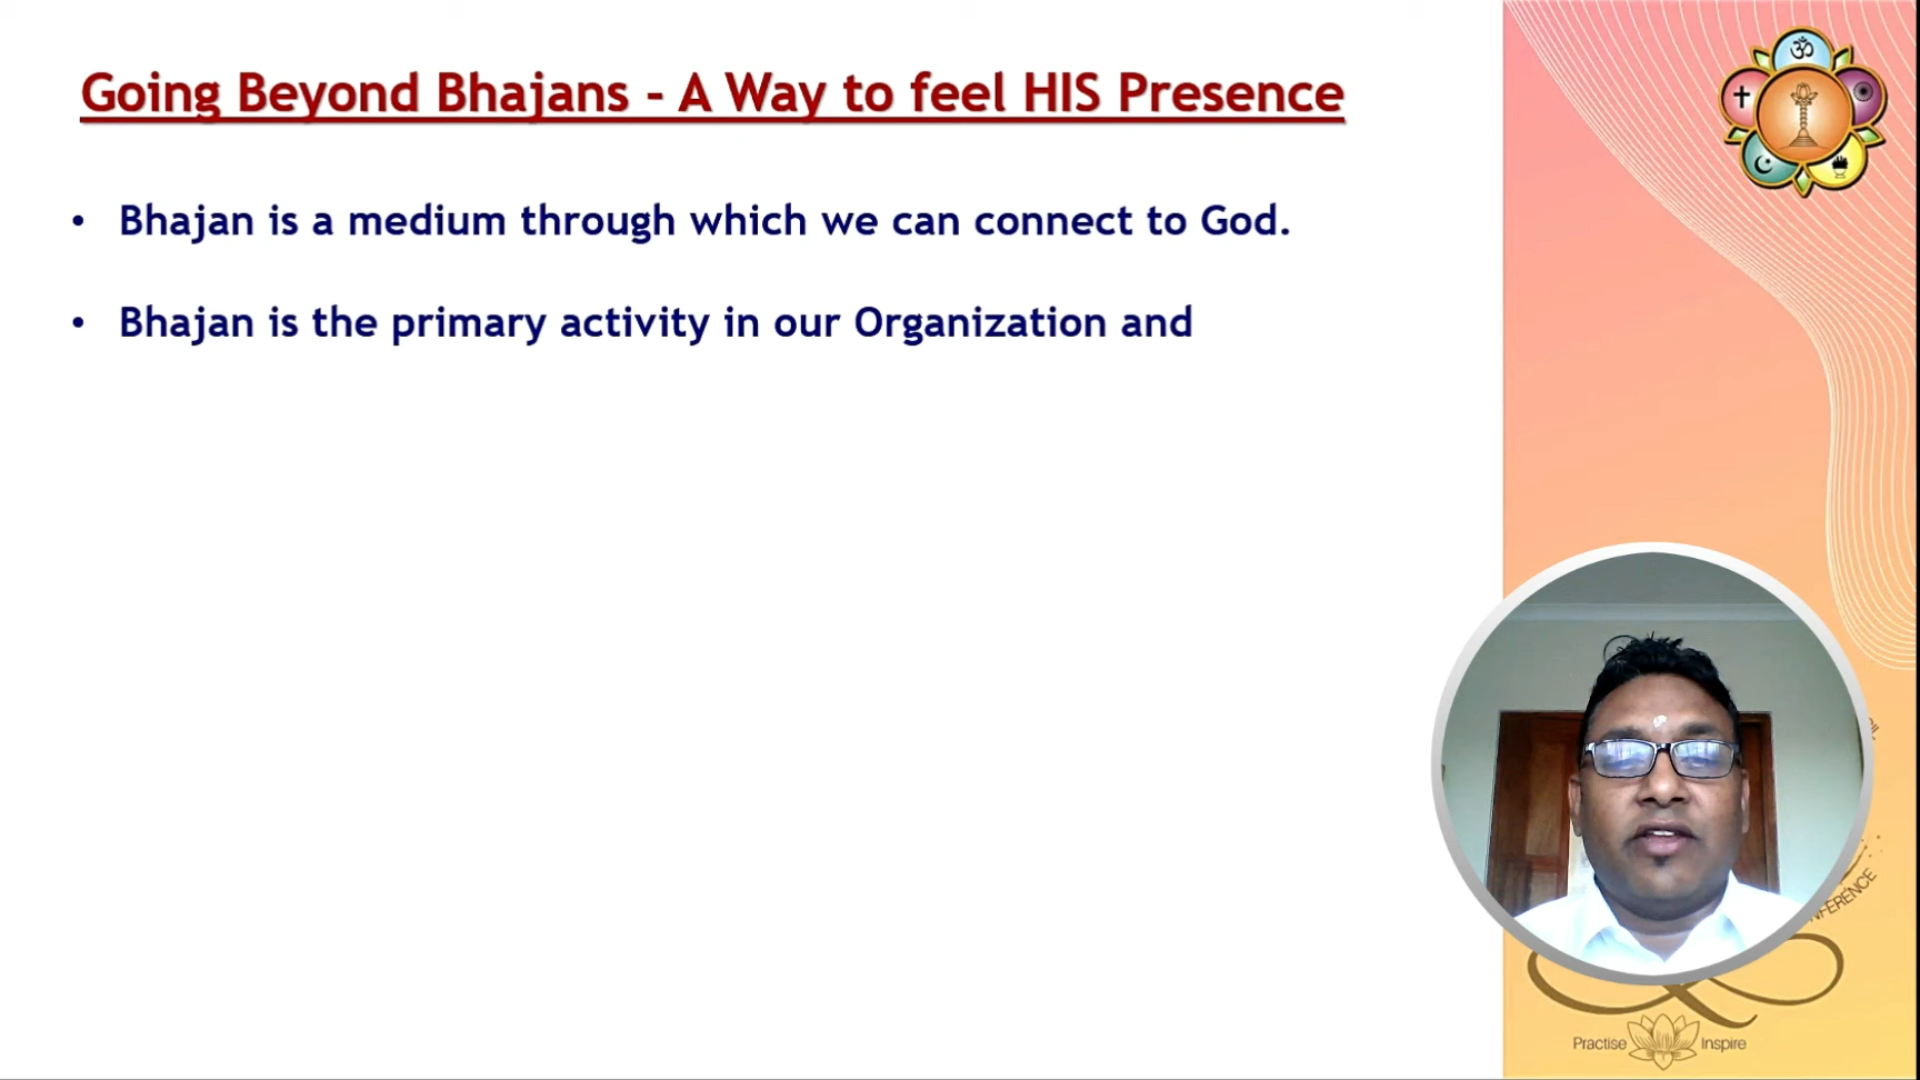 Going Beyond Bhajans - A Way to feel HIS Presence
• Bhajan is a medium through which we can connect to God.
• Bhajan is the primary activity in our Organization and
Practise Inspire